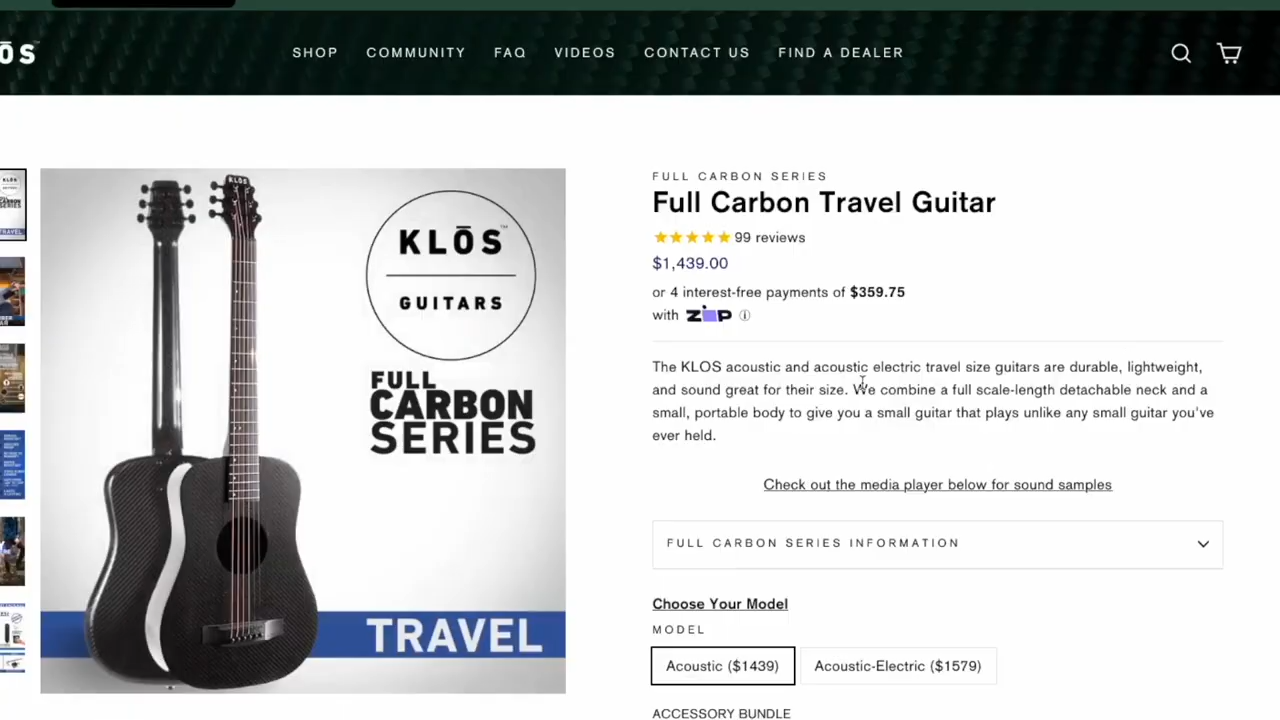 ŌS
SHOP COMMUNITY FAQ VIDEOS CONTACT US FIND A DEALER
KLŌS
KLŌS™
GUITARS
FULL
CARBON
SERIES
TRAVEL
FULL CARBON SERIES
Full Carbon Travel Guitar
99 reviews
$1,439.00
or 4 interest-free payments of $359.75
with ZIP
The KLOS acoustic and acoustic electric travel size guitars are durable, lightweight,
and sound great for their size. We combine a full scale-length detachable neck and a
small, portable body to give you a small guitar that plays unlike any small guitar you've
ever held.
Check out the media player below for sound samples
FULL CARBON SERIES INFORMATION
Choose Your Model
MODEL
Acoustic ($1439) Acoustic-Electric ($1579)
ACCESSORY BUNDLE